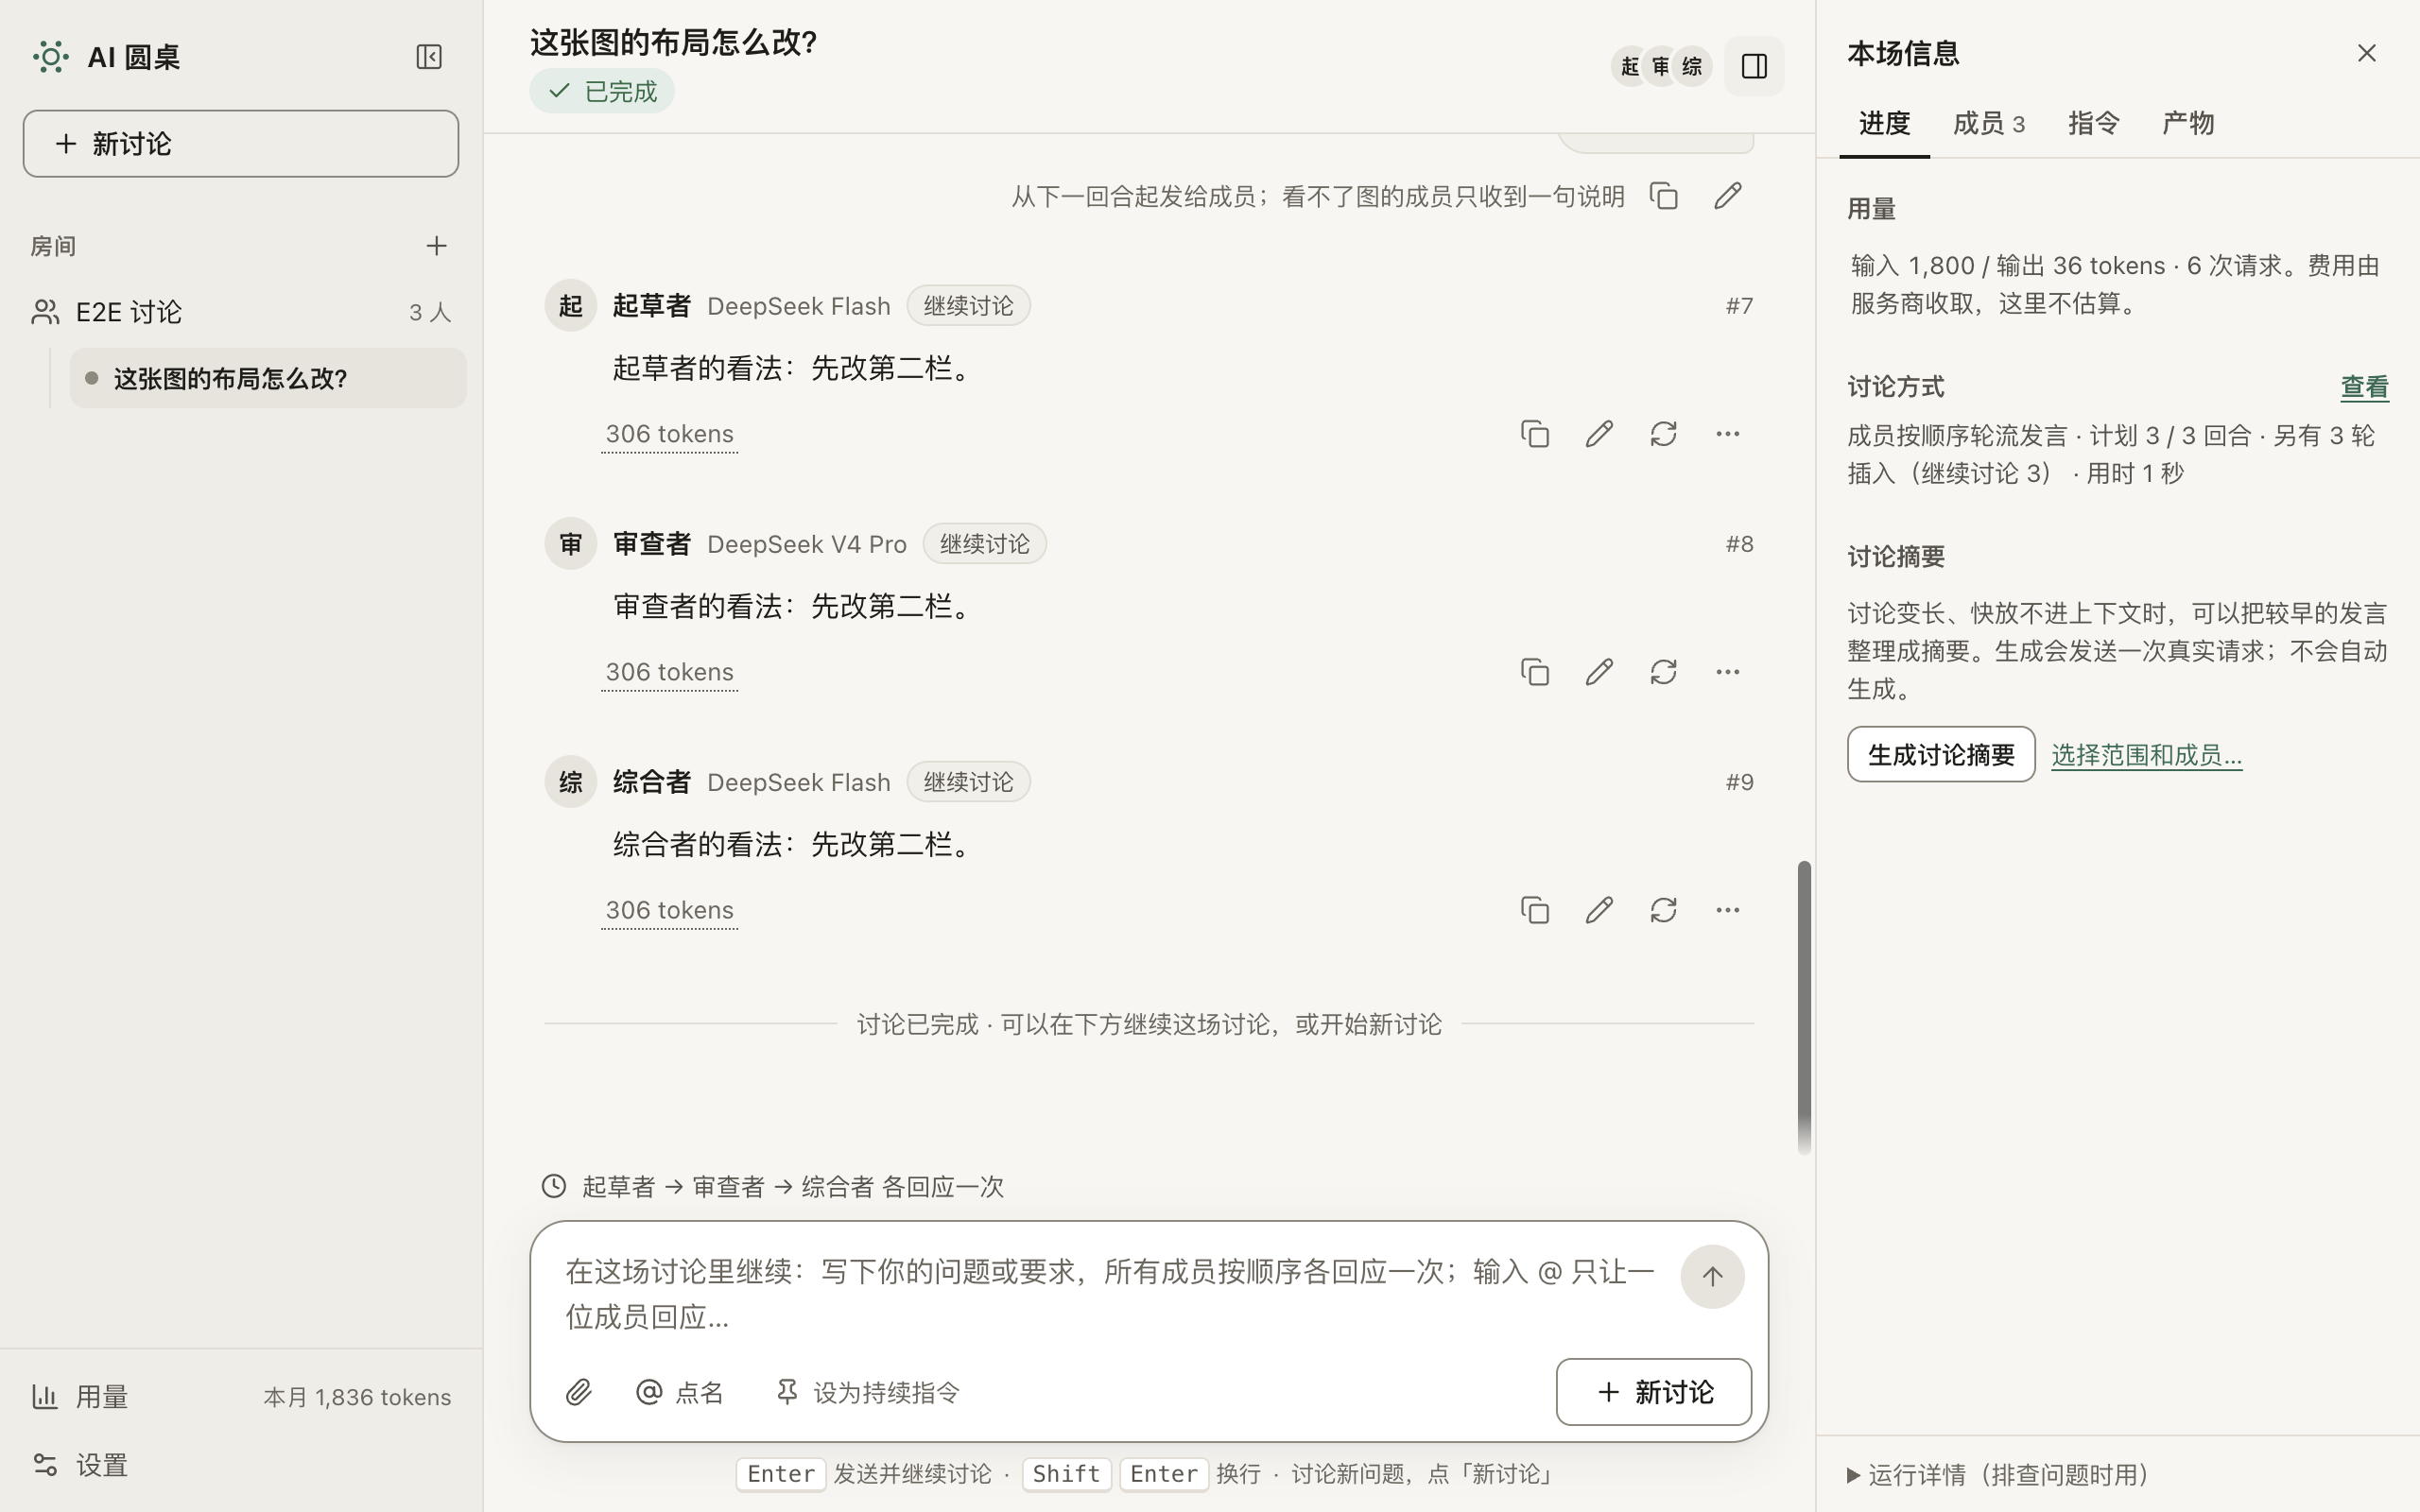 AI 圆桌
新讨论
房间
E2E 讨论
3 人
这张图的布局怎么改?
用量
本月 1,836 tokens
设置
这张图的布局怎么改?
已完成
起 审 综
从下一回合起发给成员；看不了图的成员只收到一句说明
起 起草者 DeepSeek Flash 继续讨论 #7
起草者的看法：先改第二栏。
306 tokens
审 审查者 DeepSeek V4 Pro 继续讨论 #8
审查者的看法：先改第二栏。
306 tokens
综 综合者 DeepSeek Flash 继续讨论 #9
综合者的看法：先改第二栏。
306 tokens
讨论已完成 · 可以在下方继续这场讨论，或开始新讨论
起草者 → 审查者 → 综合者 各回应一次
在这场讨论里继续：写下你的问题或要求，所有成员按顺序各回应一次；输入 @ 只让一
位成员回应...
点名
设为持续指令
新讨论
Enter 发送并继续讨论 · Shift Enter 换行 · 讨论新问题，点「新讨论」
本场信息
进度 成员 3 指令 产物
用量
输入 1,800 / 输出 36 tokens · 6 次请求。费用由
服务商收取，这里不估算。
讨论方式 查看
成员按顺序轮流发言 · 计划 3 / 3 回合 · 另有 3 轮
插入（继续讨论 3） · 用时 1 秒
讨论摘要
讨论变长、快放不进上下文时，可以把较早的发言
整理成摘要。生成会发送一次真实请求；不会自动
生成。
生成讨论摘要 选择范围和成员...
运行详情（排查问题时用）